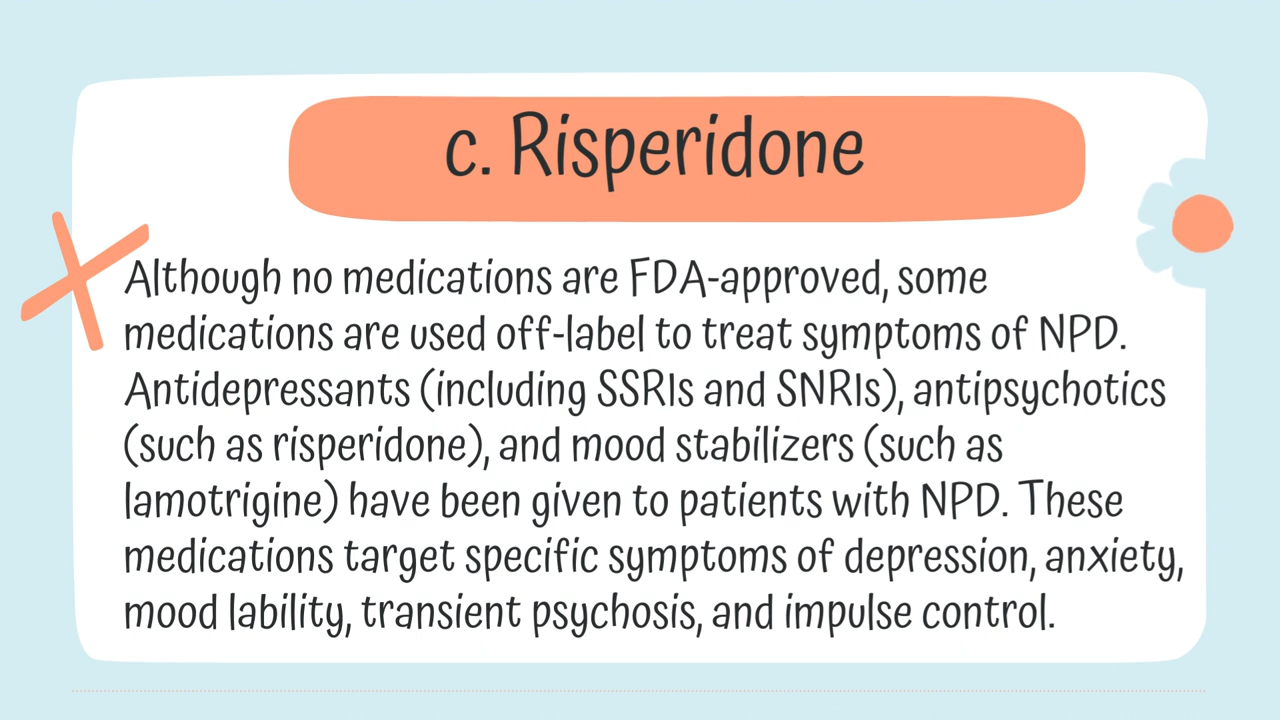 c. Risperidone
Although no medications are FDA-approved, some
medications are used off-label to treat symptoms of NPD.
Antidepressants (including SSRIs and SNRIs), antipsychotics
(such as risperidone), and mood stabilizers (such as
lamotrigine) have been given to patients with NPD. These
medications target specific symptoms of depression, anxiety,
mood lability, transient psychosis, and impulse control.